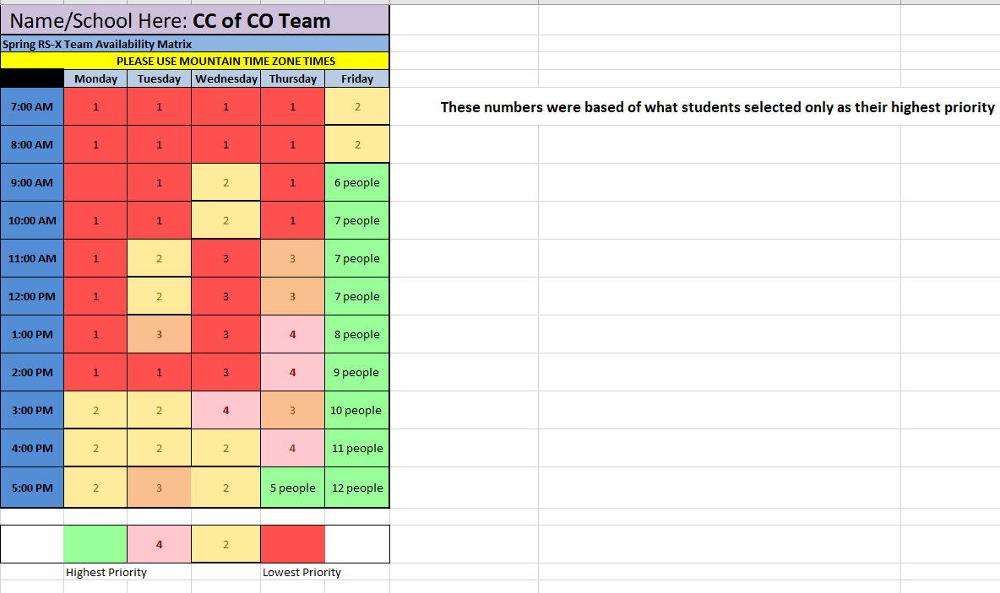 Name/School Here: CC of CO Team
Spring RS-X Team Availability Matrix
PLEASE USE MOUNTAIN TIME ZONE TIMES
Monday Tuesday Wednesday Thursday Friday
7:00 AM 1 1 1 1 2 These numbers were based of what students selected only as their highest priority
8:00 AM 1 1 1 1 2
9:00 AM 1 2 1 6 people
10:00 AM 1 1 2 1 7 people
11:00 AM 1 2 3 3 7 people
12:00 PM 1 2 3 3 7 people
1:00 PM 1 3 3 4 8 people
2:00 PM 1 1 3 4 9 people
3:00 PM 2 2 4 3 10 people
4:00 PM 2 2 2 4 11 people
5:00 PM 2 3 2 5 people 12 people
4 2
Highest Priority Lowest Priority